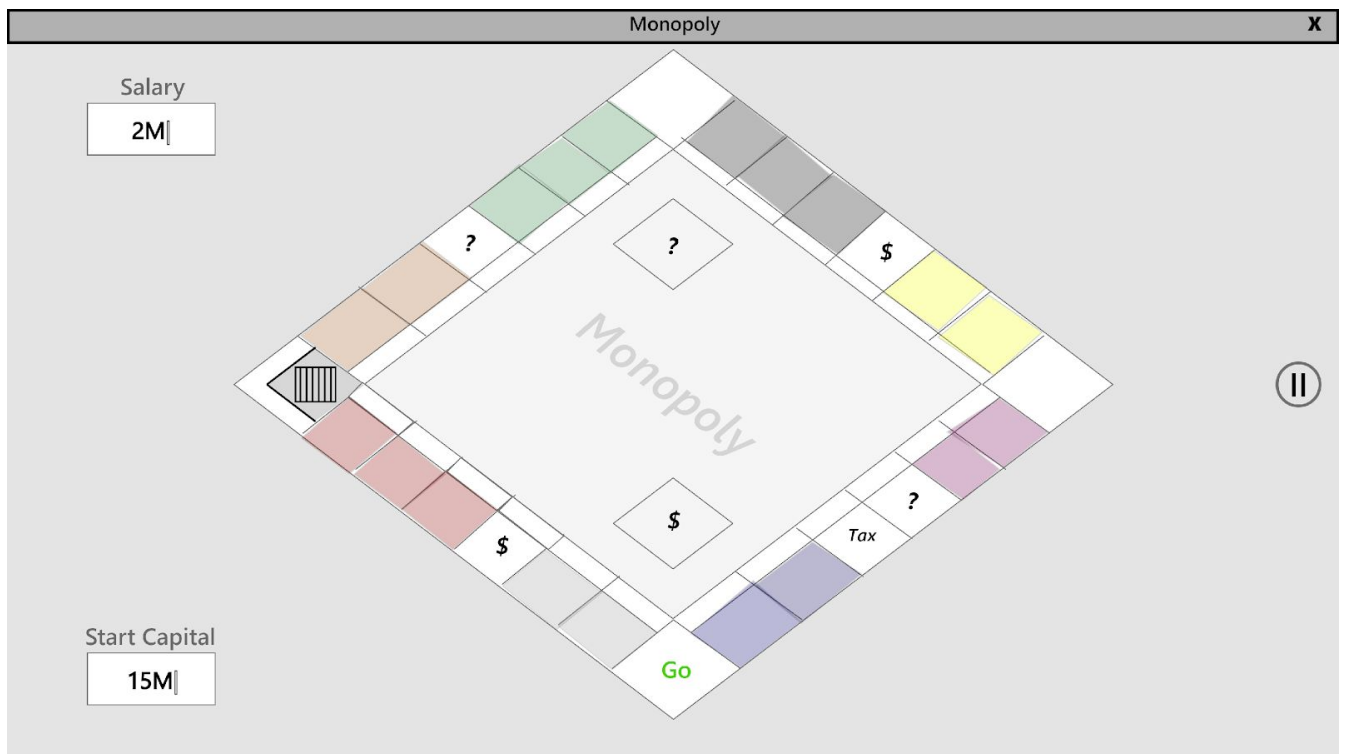 Monopoly
X
Salary
2M
?
?
$
Monopoly
?
$
Tax
$
Start Capital
15M
Go